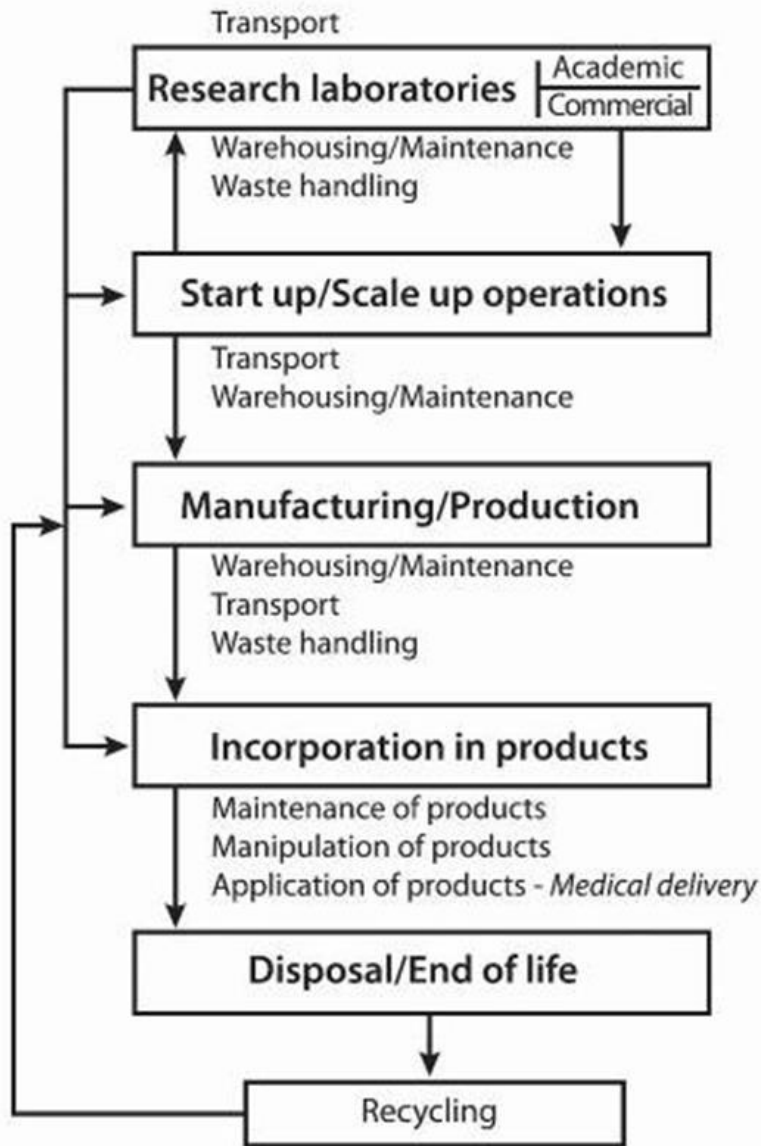 Transport
Research laboratories
Academic
Commercial
Warehousing/Maintenance
Waste handling
Start up/Scale up operations
Transport
Warehousing/Maintenance
Manufacturing/Production
Warehousing/Maintenance
Transport
Waste handling
Incorporation in products
Maintenance of products
Manipulation of products
Application of products - Medical delivery
Disposal/End of life
Recycling